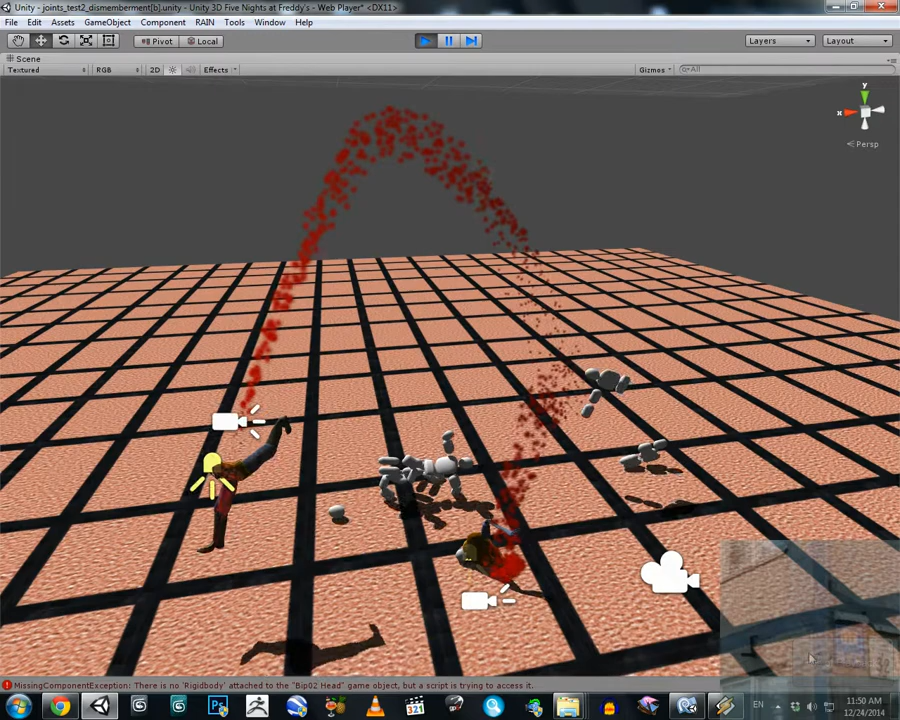 Unity - joints_test2_dismemberment[b].unity - Unity 3D Five Nights at Freddy's - Web Player* <DX11>
File Edit Assets GameObject Component RAIN Tools Window Help
Pivot Local Layers Layout
Scene
Textured RGB 2D Effects Gizmos All
y
x
Persp
MissingComponentException: There is no 'Rigidbody' attached to the "Bip02 Head" game object, but a script is trying to access it.
321
EN
11:50 AM
12/24/2014